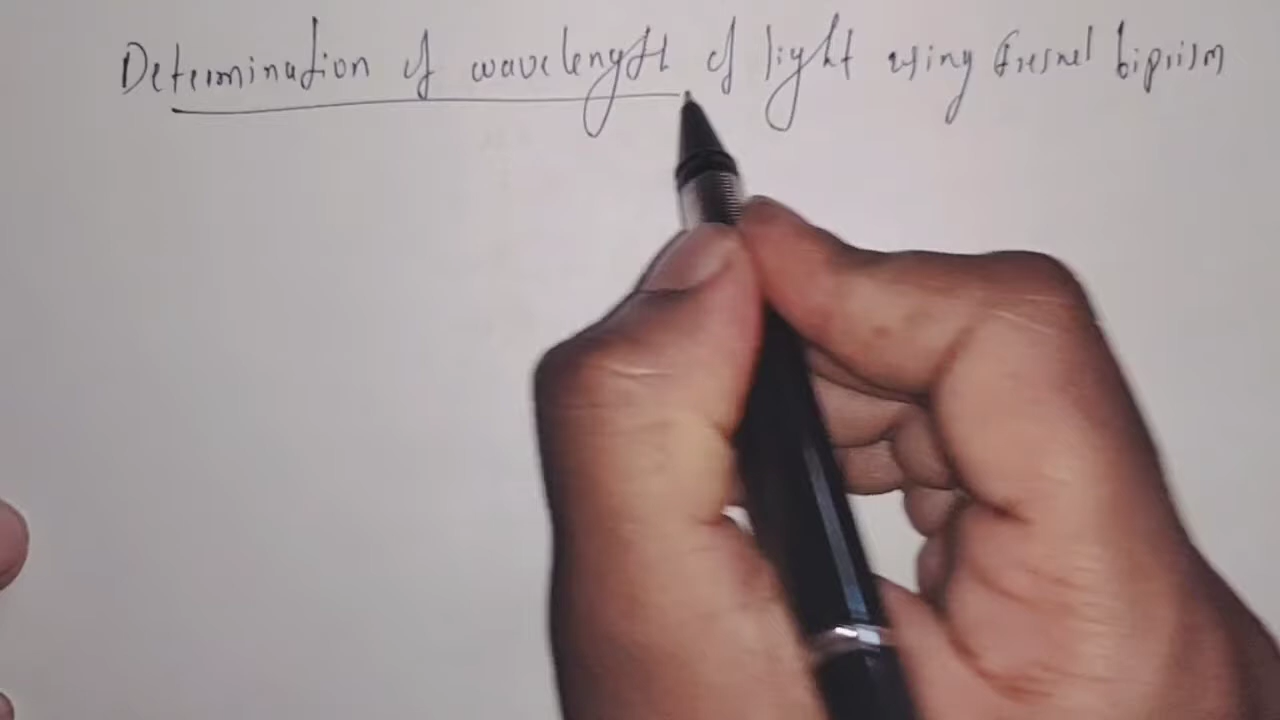 Determination of wavelength of light using Fresnel biprism